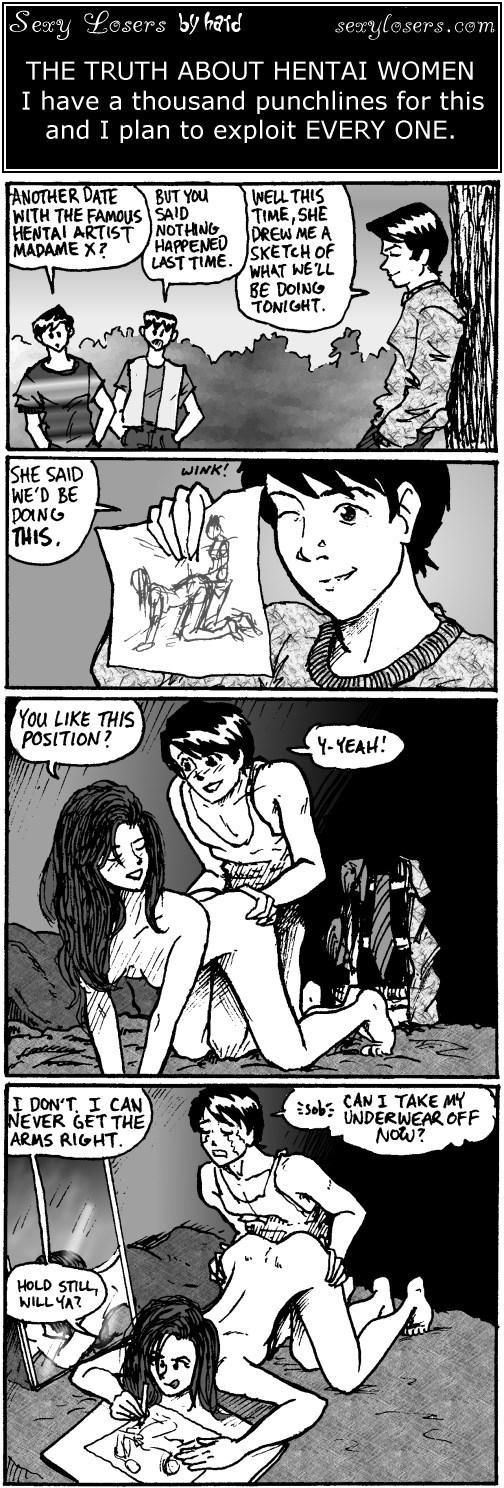 Sexy Losers by hard
sexylosers.com
THE TRUTH ABOUT HENTAI WOMEN
I have a thousand punchlines for this
and I plan to exploit EVERY ONE.
ANOTHER DATE
WITH THE FAMOUS
HENTAI ARTIST
MADAME X?
BUT YOU
SAID
NOTHING
HAPPENED
LAST TIME.
WELL THIS
TIME, SHE
DREW ME A
SKETCH OF
WHAT WE'LL
BE DOING
TONIGHT.
SHE SAID
WE'D BE
DOING
THIS.
WINK!
YOU LIKE THIS
POSITION?
Y-YEAH!
I DON'T. I CAN
NEVER GET THE
ARMS RIGHT.
sob CAN I TAKE MY
UNDERWEAR OFF
NOW?
HOLD STILL,
WILL YA?